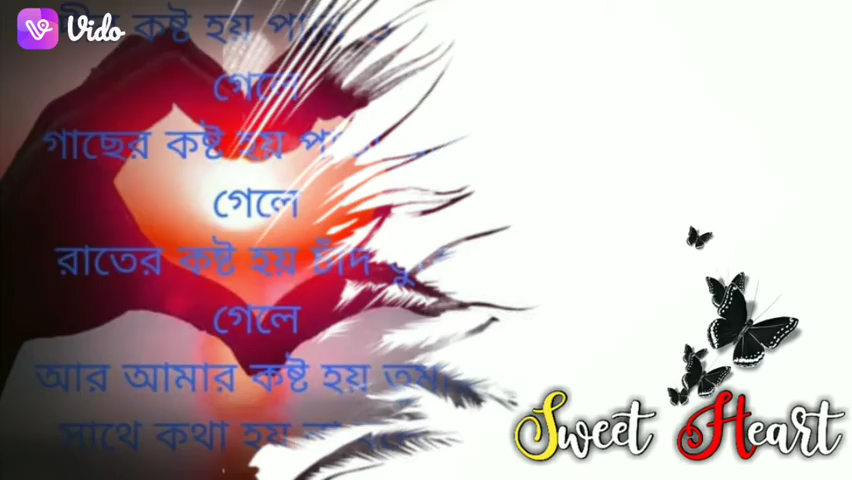 Vido
কষ্ট হয়
গেলে
গাছের কষ্ট হয়
গেলে
রাতের কষ্ট হয় চাঁদ
গেলে
আর আমার কষ্ট হয়
সাথে কথা হয়
Sweet Heart